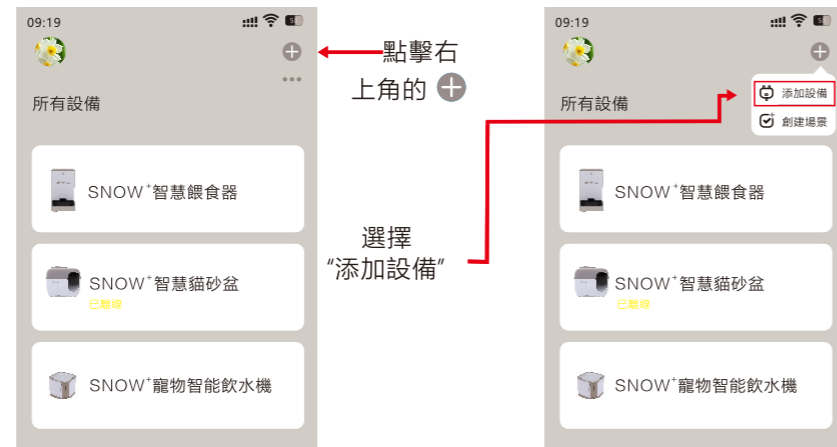 09:19
所有設備
SNOW⁺智慧餵食器
SNOW⁺智慧貓砂盆
已離線
SNOW⁺寵物智能飲水機
點擊右
上角的
選擇
“添加設備”
09:19
添加設備
所有設備
創建場景
SNOW⁺智慧餵食器
SNOW⁺智慧貓砂盆
已離線
SNOW⁺寵物智能飲水機